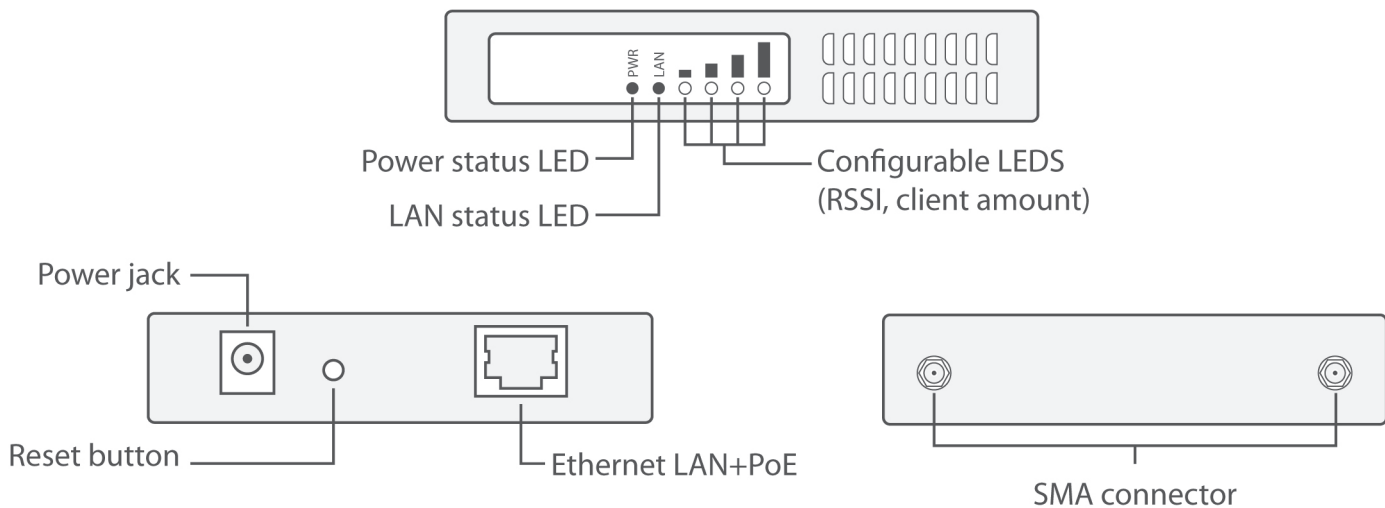 PWR
LAN
Power status LED
LAN status LED
Configurable LEDS
(RSSI, client amount)
Power jack
Reset button
Ethernet LAN+PoE
SMA connector